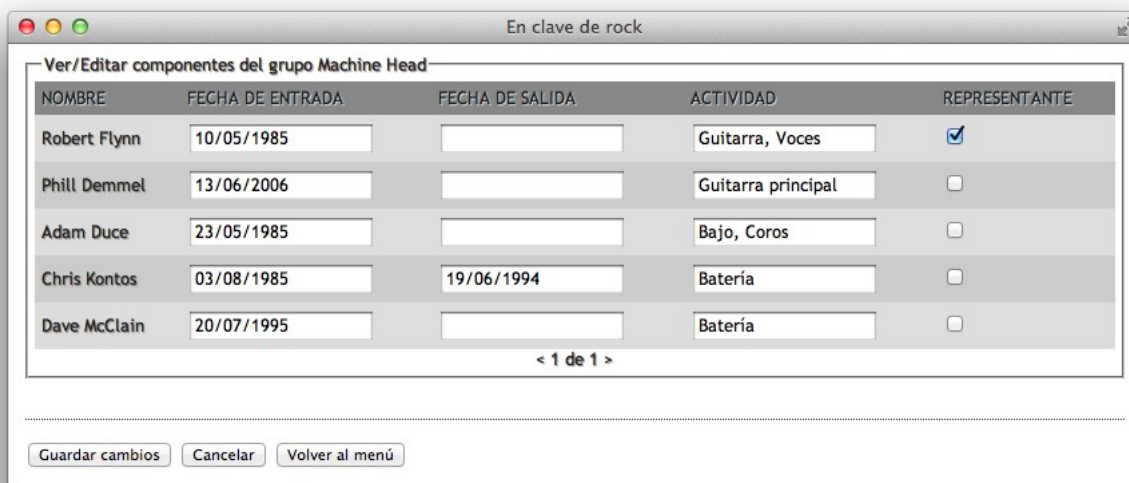 En clave de rock
Ver/Editar componentes del grupo Machine Head
NOMBRE FECHA DE ENTRADA FECHA DE SALIDA ACTIVIDAD REPRESENTANTE
Robert Flynn 10/05/1985 Guitarra, Voces
Phill Demmel 13/06/2006 Guitarra principal
Adam Duce 23/05/1985 Bajo, Coros
Chris Kontos 03/08/1985 19/06/1994 Batería
Dave McClain 20/07/1995 Batería
< 1 de 1 >
Guardar cambios Cancelar Volver al menú